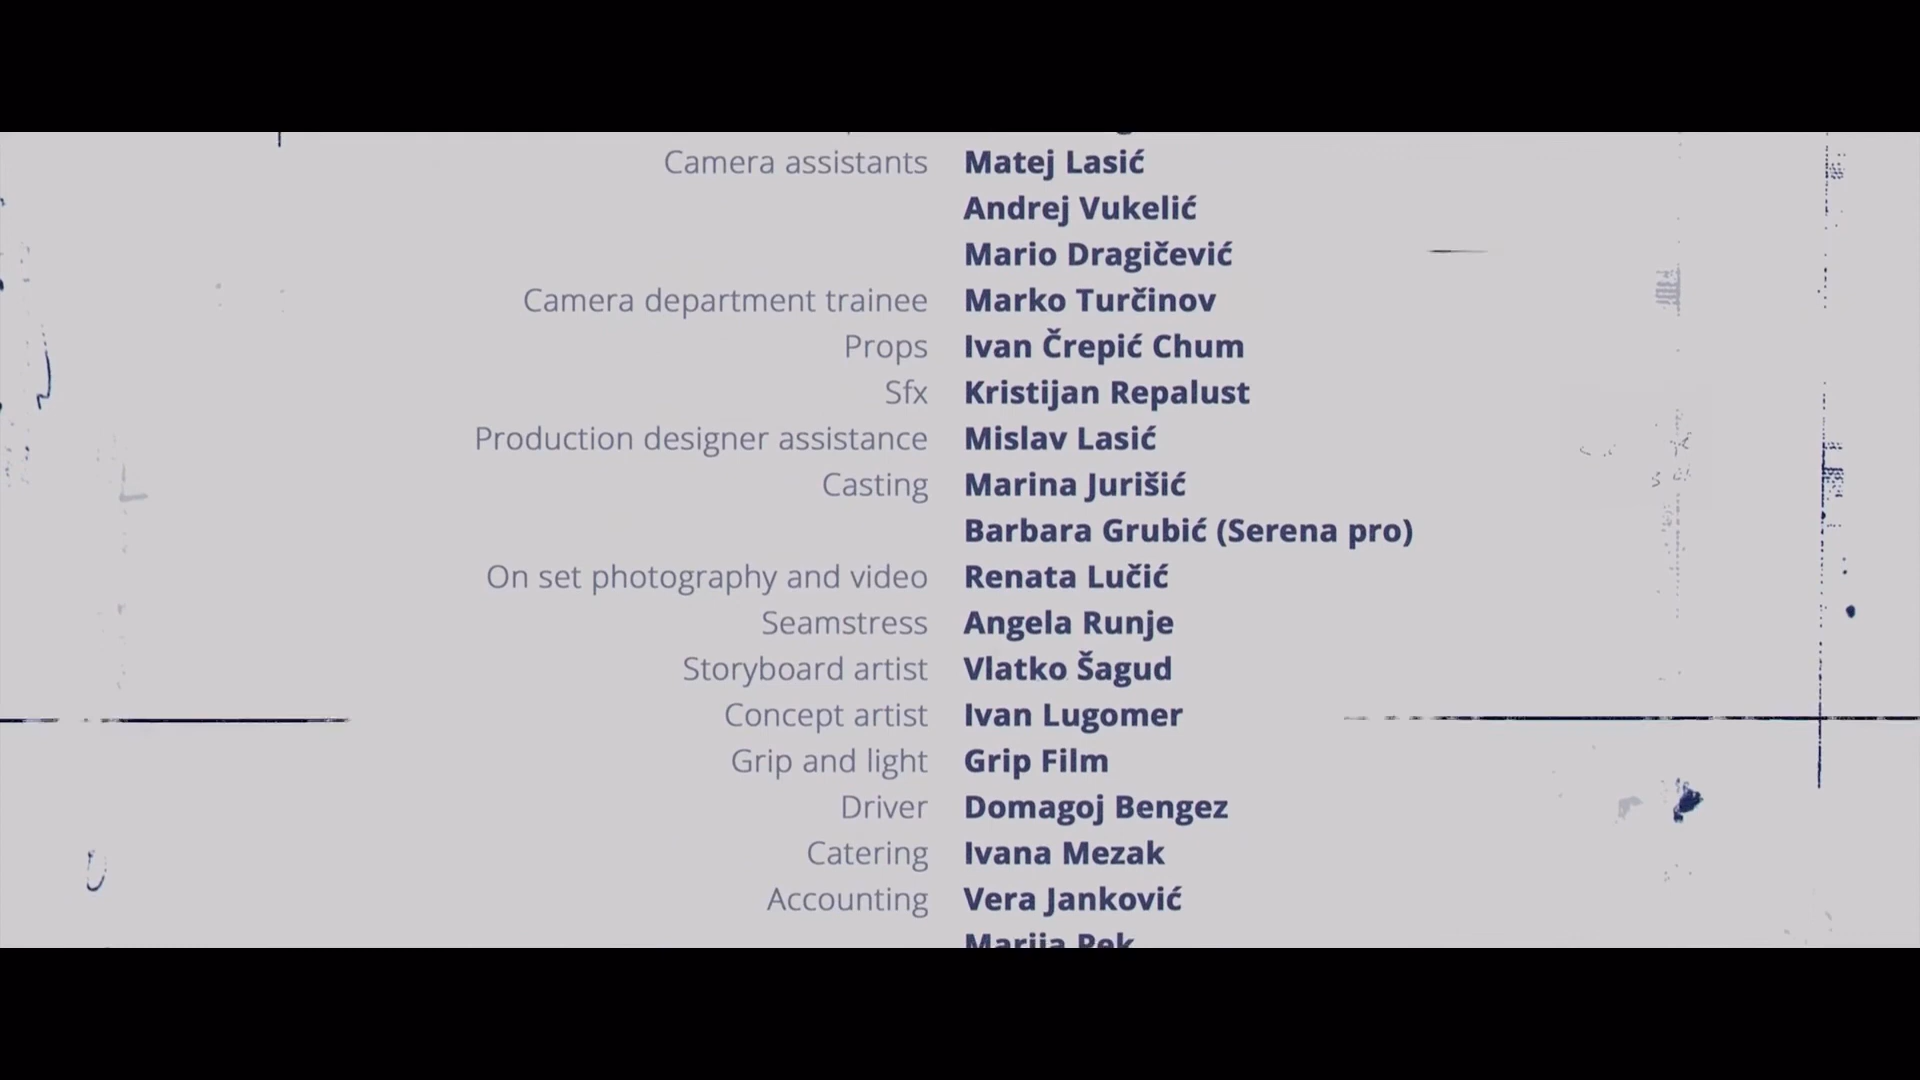 Camera assistants Matej Lasić
Andrej Vukelić
Mario Dragičević
Camera department trainee Marko Turčinov
Props Ivan Črepić Chum
Sfx Kristijan Repalust
Production designer assistance Mislav Lasić
Casting Marina Jurišić
Barbara Grubić (Serena pro)
On set photography and video Renata Lučić
Seamstress Angela Runje
Storyboard artist Vlatko Šagud
Concept artist Ivan Lugomer
Grip and light Grip Film
Driver Domagoj Bengez
Catering Ivana Mezak
Accounting Vera Janković
Marija